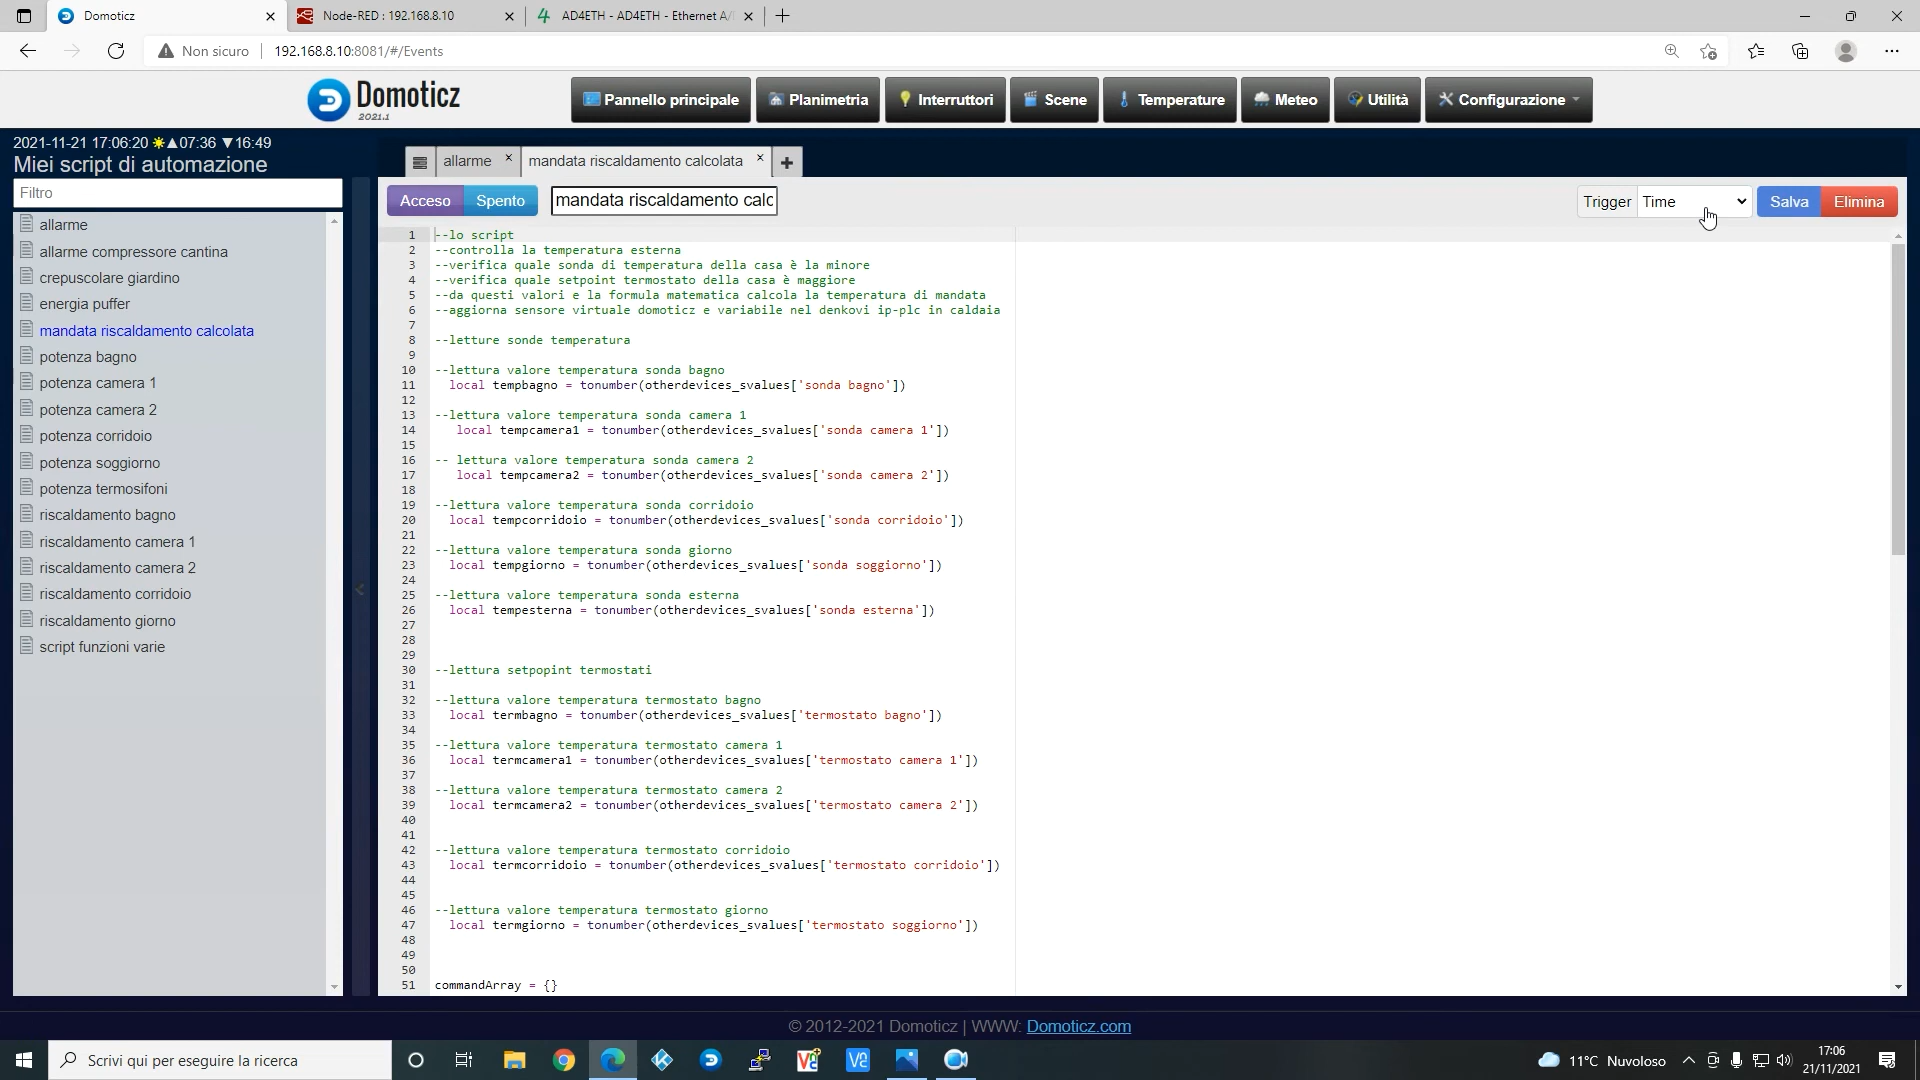 Domoticz
Node-RED : 192.168.8.10
AD4ETH - AD4ETH - Ethernet A/
Non sicuro
192.168.8.10:8081/#/Events
Domoticz
2021.1
Pannello principale
Planimetria
Interruttori
Scene
Temperature
Meteo
Utilità
Configurazione
2021-11-21 17:06:20 ☀▲07:36 ▼16:49
Miei script di automazione
Filtro
allarme
allarme compressore cantina
crepuscolare giardino
energia puffer
mandata riscaldamento calcolata
potenza bagno
potenza camera 1
potenza camera 2
potenza corridoio
potenza soggiorno
potenza termosifoni
riscaldamento bagno
riscaldamento camera 1
riscaldamento camera 2
riscaldamento corridoio
riscaldamento giorno
script funzioni varie
allarme ×
mandata riscaldamento calcolata ×
Acceso
Spento
mandata riscaldamento calc
Trigger
Time
Salva
Elimina
1 --lo script
2 --controlla la temperatura esterna
3 --verifica quale sonda di temperatura della casa è la minore
4 --verifica quale setpoint termostato della casa è maggiore
5 --da questi valori e la formula matematica calcola la temperatura di mandata
6 --aggiorna sensore virtuale domoticz e variabile nel denkovi ip-plc in caldaia
7
8 --letture sonde temperatura
9
10 --lettura valore temperatura sonda bagno
11 local tempbagno = tonumber(otherdevices_svalues['sonda bagno'])
12
13 --lettura valore temperatura sonda camera 1
14 local tempcamera1 = tonumber(otherdevices_svalues['sonda camera 1'])
15
16 -- lettura valore temperatura sonda camera 2
17 local tempcamera2 = tonumber(otherdevices_svalues['sonda camera 2'])
18
19 --lettura valore temperatura sonda corridoio
20 local tempcorridoio = tonumber(otherdevices_svalues['sonda corridoio'])
21
22 --lettura valore temperatura sonda giorno
23 local tempgiorno = tonumber(otherdevices_svalues['sonda soggiorno'])
24
25 --lettura valore temperatura sonda esterna
26 local tempesterna = tonumber(otherdevices_svalues['sonda esterna'])
27
28
29
30 --lettura setpopint termostati
31
32 --lettura valore temperatura termostato bagno
33 local termbagno = tonumber(otherdevices_svalues['termostato bagno'])
34
35 --lettura valore temperatura termostato camera 1
36 local termcamera1 = tonumber(otherdevices_svalues['termostato camera 1'])
37
38 --lettura valore temperatura termostato camera 2
39 local termcamera2 = tonumber(otherdevices_svalues['termostato camera 2'])
40
41
42 --lettura valore temperatura termostato corridoio
43 local termcorridoio = tonumber(otherdevices_svalues['termostato corridoio'])
44
45
46 --lettura valore temperatura termostato giorno
47 local termgiorno = tonumber(otherdevices_svalues['termostato soggiorno'])
48
49
50
51 commandArray = {}
© 2012-2021 Domoticz | WWW: Domoticz.com
Scrivi qui per eseguire la ricerca
11°C Nuvoloso
17:06
21/11/2021